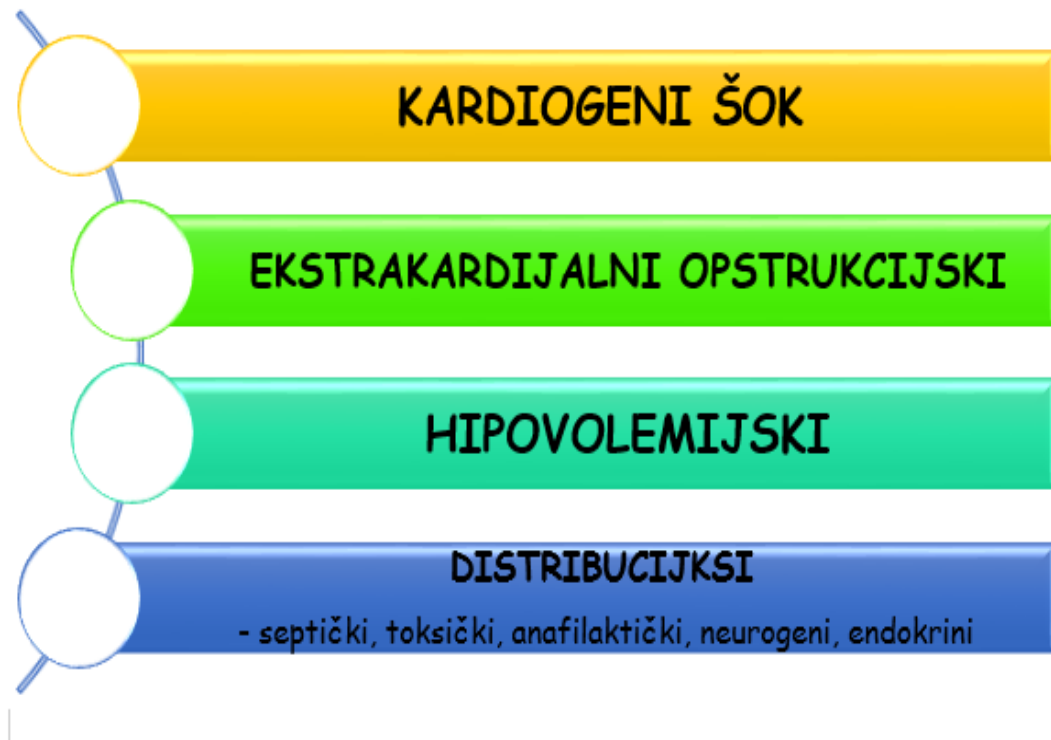 KARDIOGENI ŠOK
EKSTRAKARDIJALNI OPSTRUKCIJSKI
HIPOVOLEMIJSKI
DISTRIBUCIJKSI
- septički, toksički, anafilaktički, neurogeni, endokrini